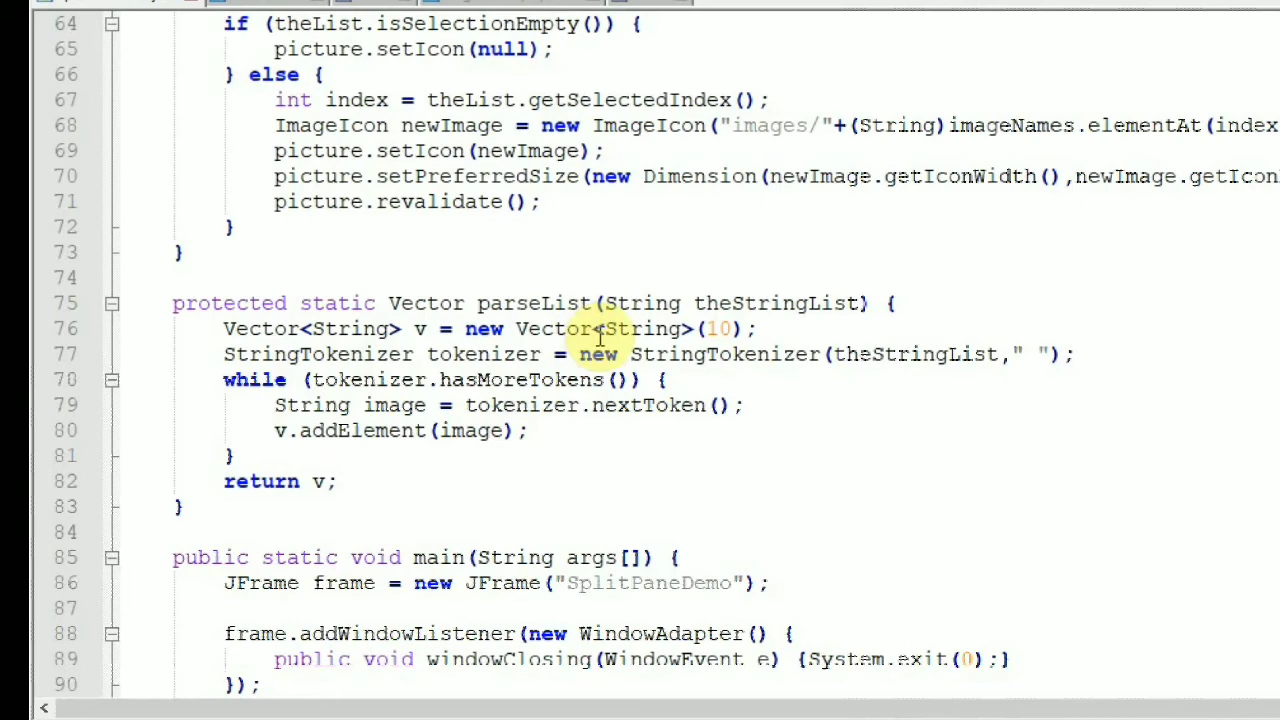 64 if (theList.isSelectionEmpty()) {
65 picture.setIcon(null);
66 } else {
67 int index = theList.getSelectedIndex();
68 ImageIcon newImage = new ImageIcon("images/"+(String)imageNames.elementAt(index
69 picture.setIcon(newImage);
70 picture.setPreferredSize(new Dimension(newImage.getIconWidth(),newImage.getIcon
71 picture.revalidate();
72 }
73 }
74
75 protected static Vector parseList(String theStringList) {
76 Vector<String> v = new Vector<String>(10);
77 StringTokenizer tokenizer = new StringTokenizer(theStringList," ");
78 while (tokenizer.hasMoreTokens()) {
79 String image = tokenizer.nextToken();
80 v.addElement(image);
81 }
82 return v;
83 }
84
85 public static void main(String args[]) {
86 JFrame frame = new JFrame("SplitPaneDemo");
87
88 frame.addWindowListener(new WindowAdapter() {
89 public void windowClosing(WindowEvent e) {System.exit(0);}
90 });